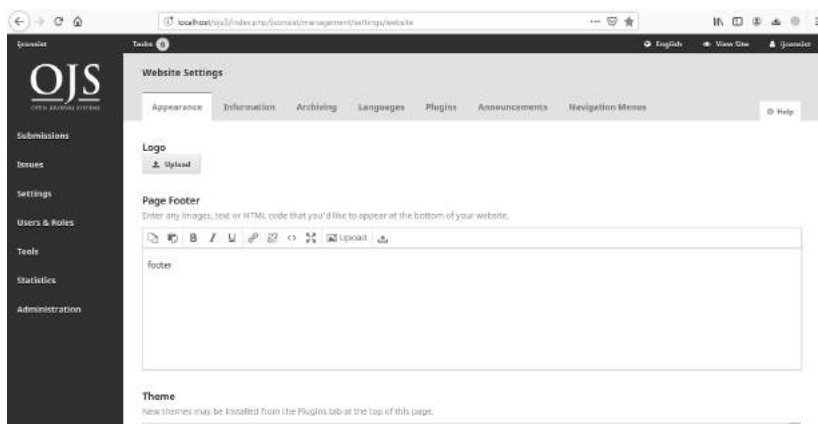 localhost/ojs3/index.php/ijconsist/management/settings/website
ijconsist
Tasks 0
English
View Site
ijconsist
OJS
OPEN JOURNAL SYSTEMS
Submissions
Issues
Settings
Users & Roles
Tools
Statistics
Administration
Website Settings
Appearance Information Archiving Languages Plugins Announcements Navigation Menus
Help
Logo
Upload
Page Footer
Enter any images, text or HTML code that you'd like to appear at the bottom of your website.
B I U Upload
footer
Theme
New themes may be installed from the Plugins tab at the top of this page.